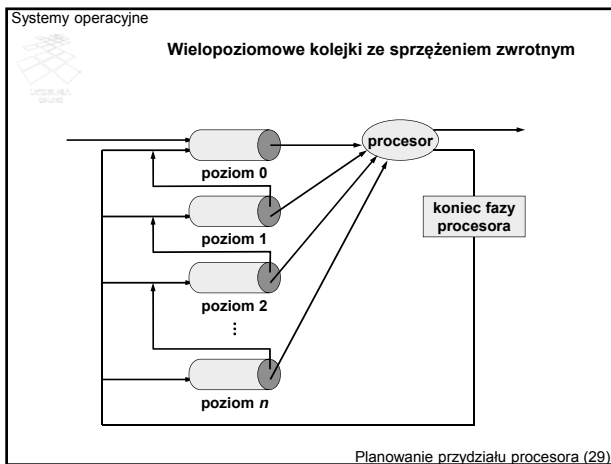 Systemy operacyjne
Wielopoziomowe kolejki ze sprzężeniem zwrotnym
procesor
poziom 0
koniec fazy
procesora
poziom 1
poziom 2
...
poziom n
Planowanie przydziału procesora (29)